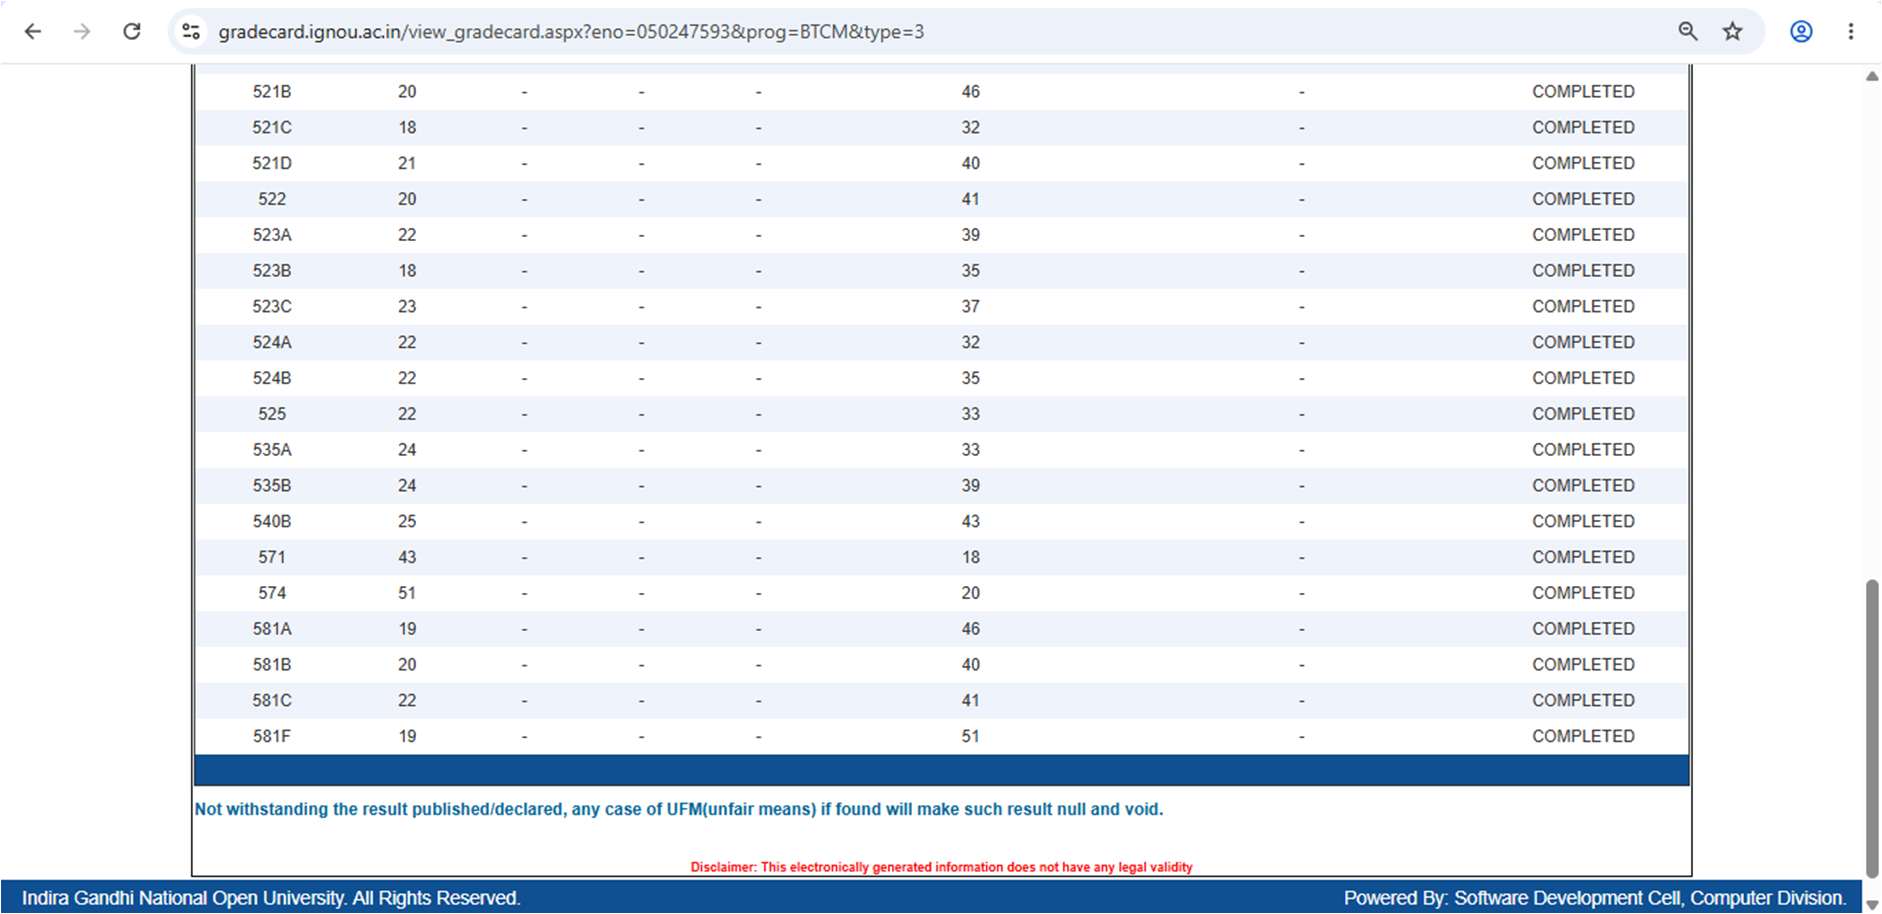 gradecard.ignou.ac.in/view_gradecard.aspx?eno=050247593&prog=BTCM&type=3
521B 20 - - - 46 - COMPLETED
521C 18 - - - 32 - COMPLETED
521D 21 - - - 40 - COMPLETED
522 20 - - - 41 - COMPLETED
523A 22 - - - 39 - COMPLETED
523B 18 - - - 35 - COMPLETED
523C 23 - - - 37 - COMPLETED
524A 22 - - - 32 - COMPLETED
524B 22 - - - 35 - COMPLETED
525 22 - - - 33 - COMPLETED
535A 24 - - - 33 - COMPLETED
535B 24 - - - 39 - COMPLETED
540B 25 - - - 43 - COMPLETED
571 43 - - - 18 - COMPLETED
574 51 - - - 20 - COMPLETED
581A 19 - - - 46 - COMPLETED
581B 20 - - - 40 - COMPLETED
581C 22 - - - 41 - COMPLETED
581F 19 - - - 51 - COMPLETED
Not withstanding the result published/declared, any case of UFM(unfair means) if found will make such result null and void.
Disclaimer: This electronically generated information does not have any legal validity
Indira Gandhi National Open University. All Rights Reserved. Powered By: Software Development Cell, Computer Division.